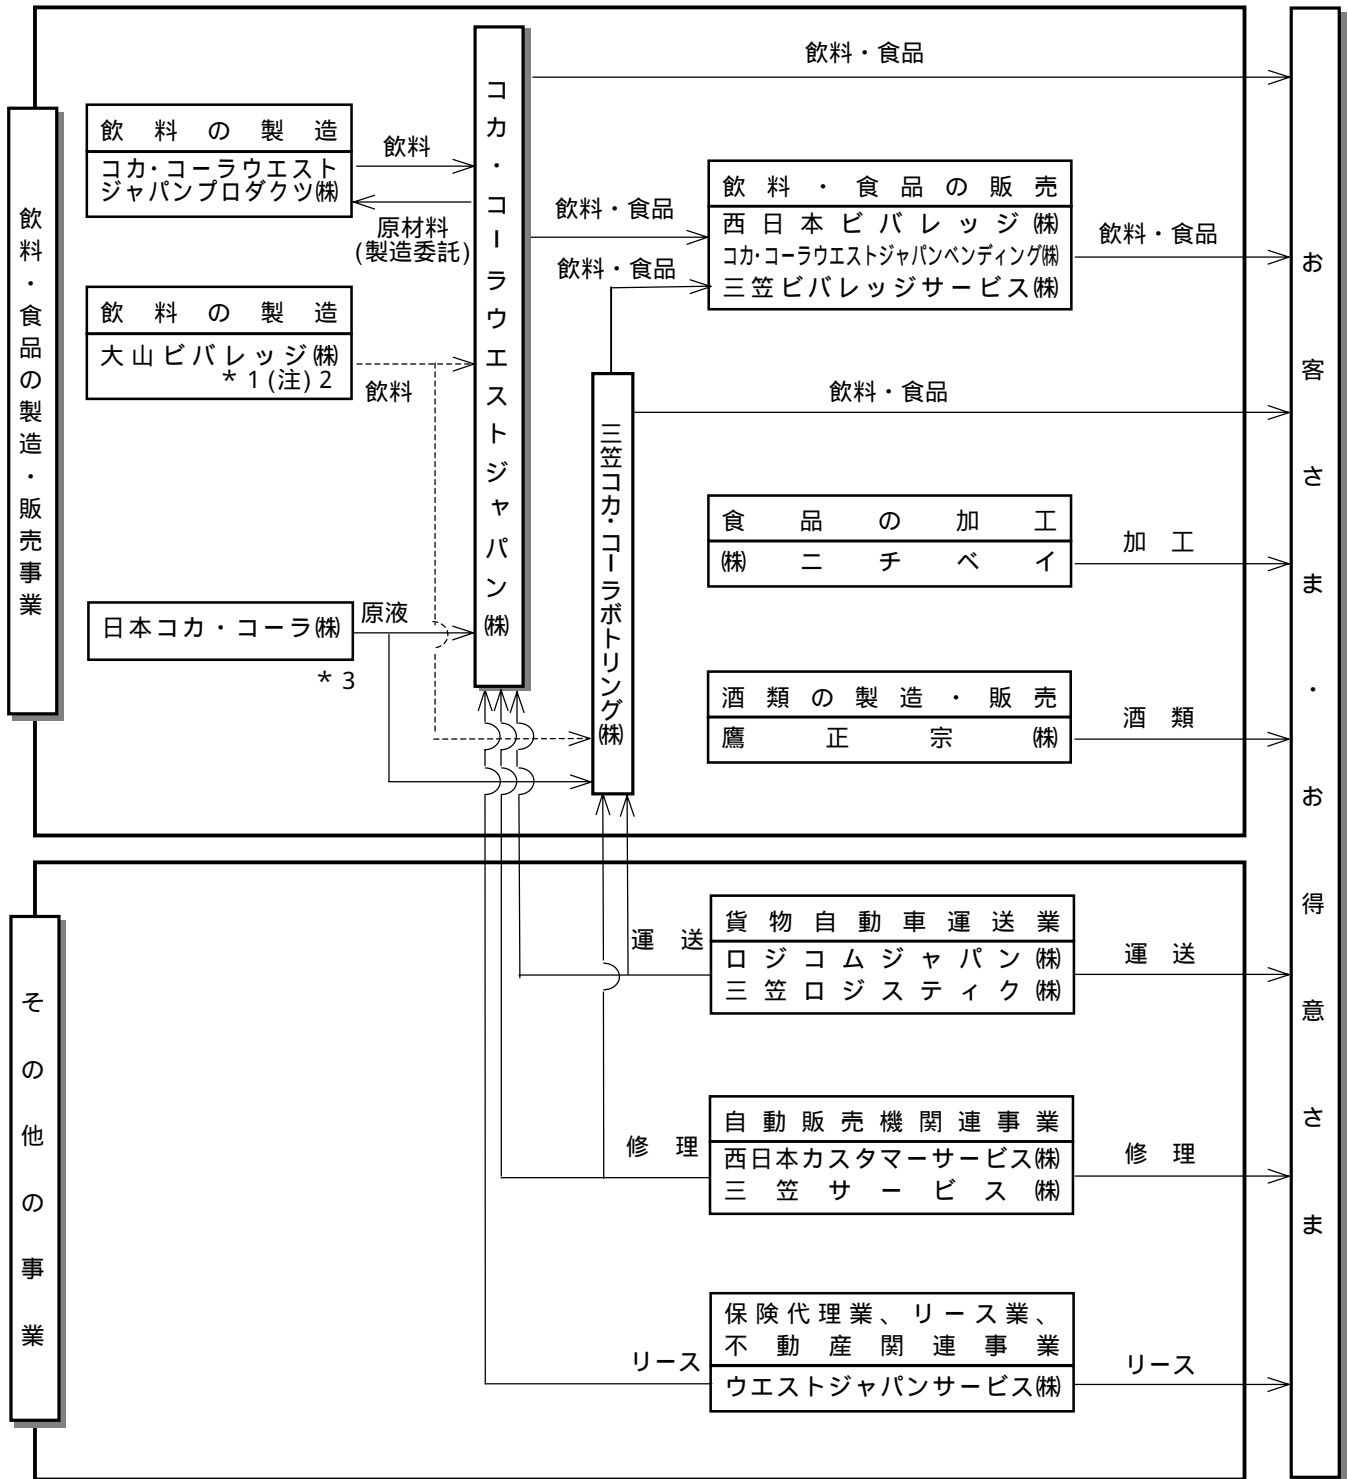 飲料・食品の製造・販売事業
飲料の製造
コカ・コーラウエスト
ジャパンプロダクツ㈱
飲料
原材料
(製造委託)
飲料の製造
大山ビバレッジ㈱
*1(注)2
飲料
日本コカ・コーラ㈱
*3
原液
コカ・コーラウエストジャパン㈱
飲料・食品
飲料・食品
飲料・食品
三笠コカ・コーラボトリング㈱
飲料・食品の販売
西日本ビバレッジ㈱
コカ・コーラウエストジャパンベンディング㈱
三笠ビバレッジサービス㈱
飲料・食品
飲料・食品
食品の加工
㈱ニチベイ
加工
酒類の製造・販売
鷹正宗㈱
酒類
お客さま・お得意さま
その他の事業
運送
貨物自動車運送業
ロジコムジャパン㈱
三笠ロジスティク㈱
運送
修理
自動販売機関連事業
西日本カスタマーサービス㈱
三笠サービス㈱
修理
リース
保険代理業、リース業、
不動産関連事業
ウエストジャパンサービス㈱
リース